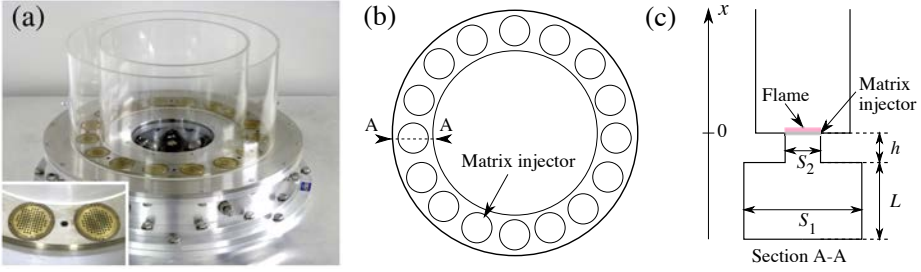 (a)
(b)
A
A
Matrix injector
(c)
x
0
Flame
Matrix
injector
h
S2
S1
L
Section A-A